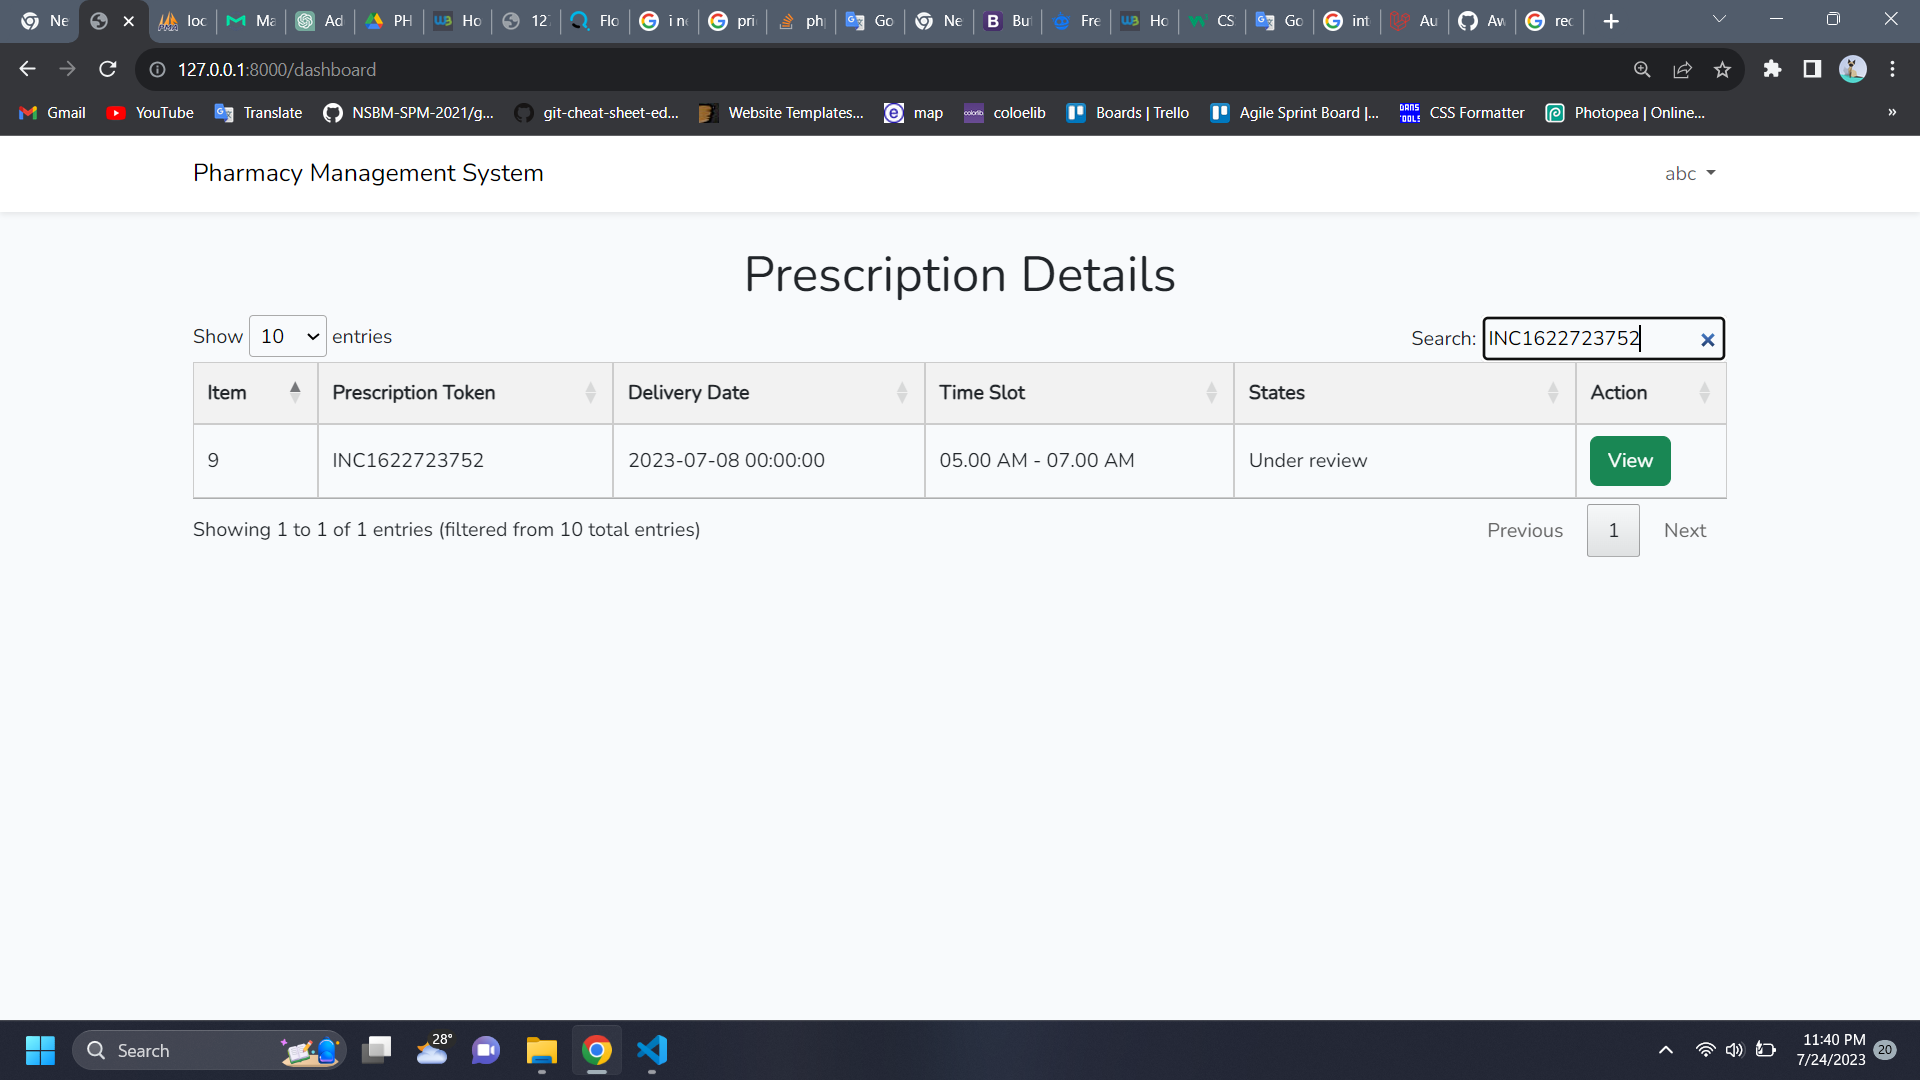 Ne loc Ma Ad PH Ho 127 Flo i ne pri php Go Ne But Fre Ho CS Go int Au Aw rec
127.0.0.1:8000/dashboard
Gmail YouTube Translate NSBM-SPM-2021/g... git-cheat-sheet-ed... Website Templates... map coloelib Boards | Trello Agile Sprint Board |... CSS Formatter Photopea | Online... »
Pharmacy Management System abc
Prescription Details
Show 10 entries Search: INC1622723752
Item Prescription Token Delivery Date Time Slot States Action
9 INC1622723752 2023-07-08 00:00:00 05.00 AM - 07.00 AM Under review View
Showing 1 to 1 of 1 entries (filtered from 10 total entries) Previous 1 Next
Search 28° 11:40 PM
7/24/2023 20